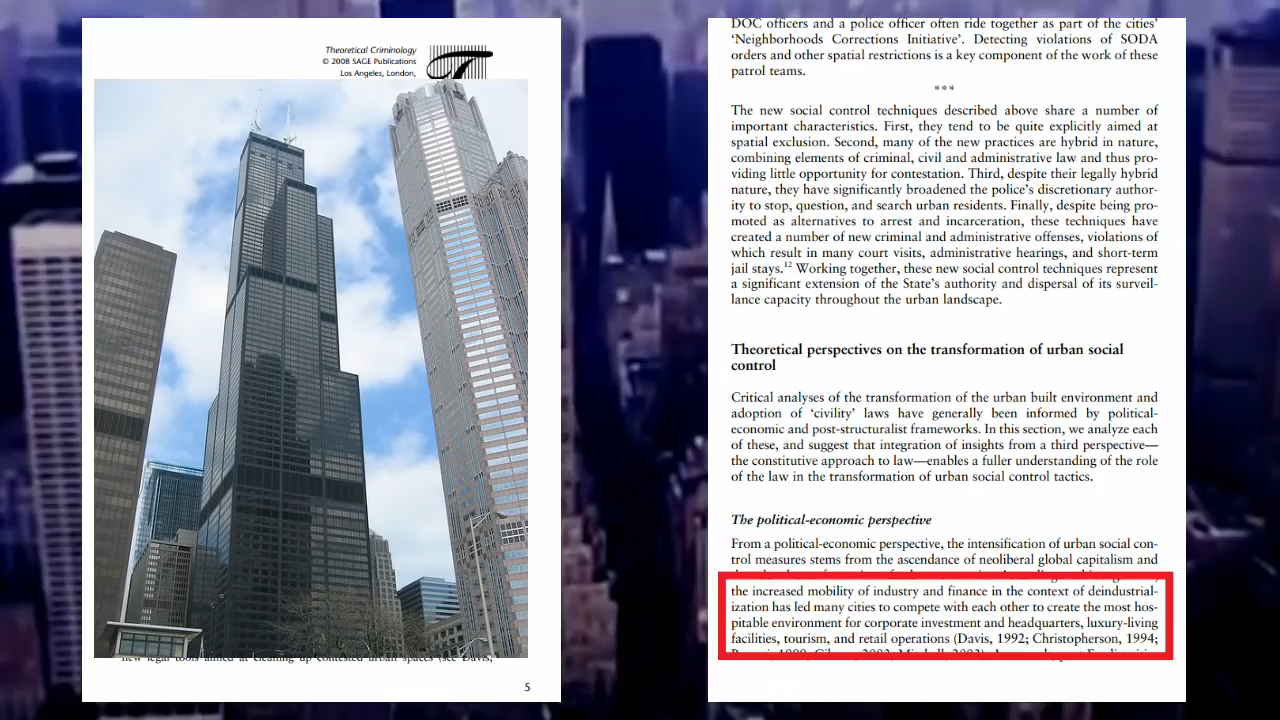 Theoretical Criminology
© 2008 SAGE Publications
Los Angeles, London,
new legal tools aimed at cleaning up contested urban spaces (see Davis,
5
DOC officers and a police officer often ride together as part of the cities’
‘Neighborhoods Corrections Initiative’. Detecting violations of SODA
orders and other spatial restrictions is a key component of the work of these
patrol teams.
***
The new social control techniques described above share a number of
important characteristics. First, they tend to be quite explicitly aimed at
spatial exclusion. Second, many of the new practices are hybrid in nature,
combining elements of criminal, civil and administrative law and thus pro-
viding little opportunity for contestation. Third, despite their legally hybrid
nature, they have significantly broadened the police’s discretionary author-
ity to stop, question, and search urban residents. Finally, despite being pro-
moted as alternatives to arrest and incarceration, these techniques have
created a number of new criminal and administrative offenses, violations of
which result in many court visits, administrative hearings, and short-term
jail stays.12 Working together, these new social control techniques represent
a significant extension of the State’s authority and dispersal of its surveil-
lance capacity throughout the urban landscape.
Theoretical perspectives on the transformation of urban social
control
Critical analyses of the transformation of the urban built environment and
adoption of ‘civility’ laws have generally been informed by political-
economic and post-structuralist frameworks. In this section, we analyze each
of these, and suggest that integration of insights from a third perspective—
the constitutive approach to law—enables a fuller understanding of the role
of the law in the transformation of urban social control tactics.
The political-economic perspective
From a political-economic perspective, the intensification of urban social con-
trol measures stems from the ascendance of neoliberal global capitalism and
the increased mobility of industry and finance in the context of deindustrial-
ization has led many cities to compete with each other to create the most hos-
pitable environment for corporate investment and headquarters, luxury-living
facilities, tourism, and retail operations (Davis, 1992; Christopherson, 1994;